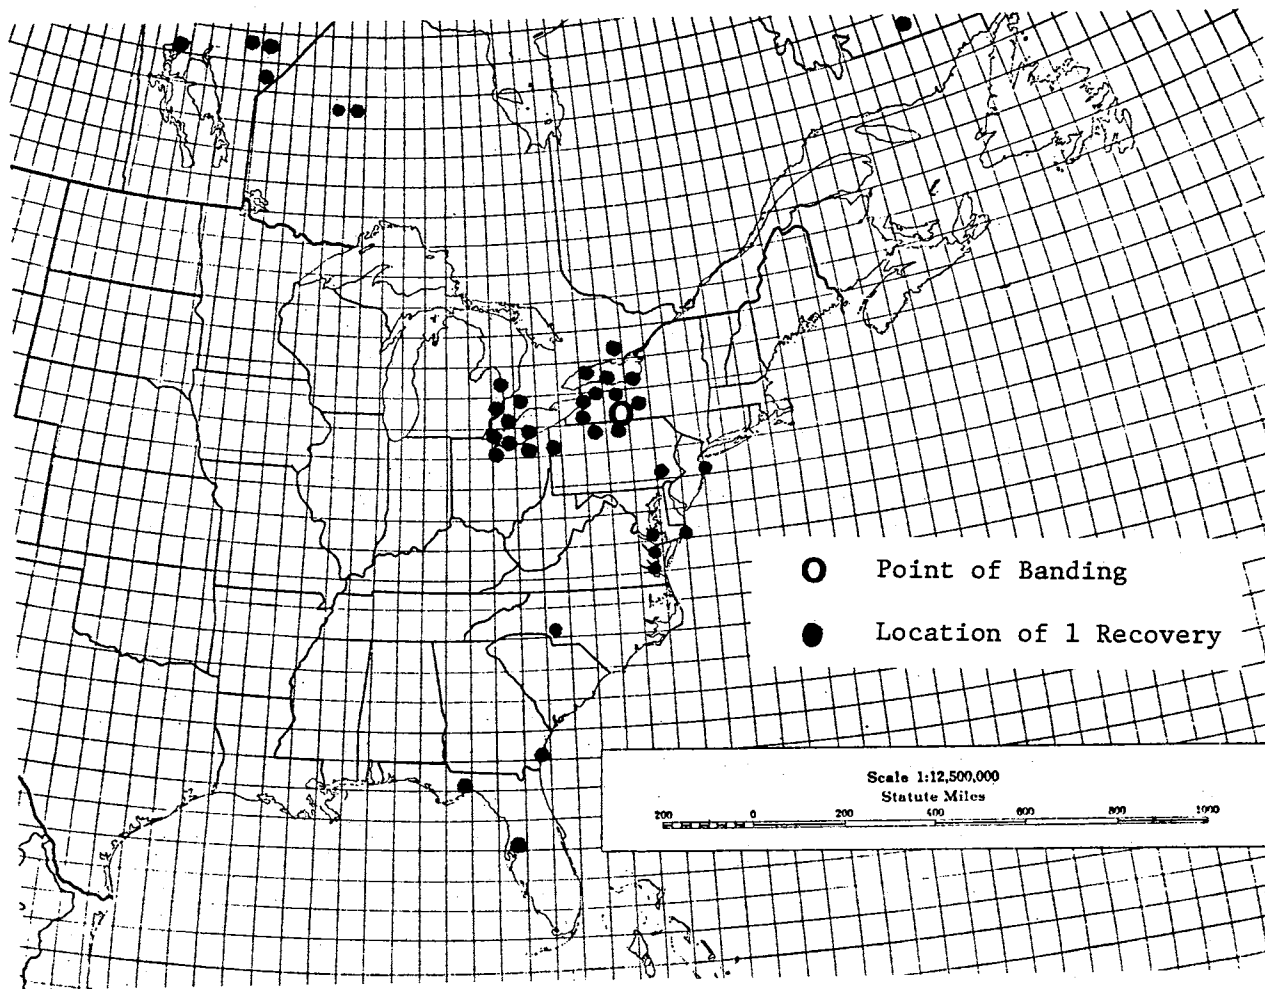 Point of Banding
Location of 1 Recovery
Scale 1:12,500,000
Statute Miles
200 0 200 400 600 800 1000